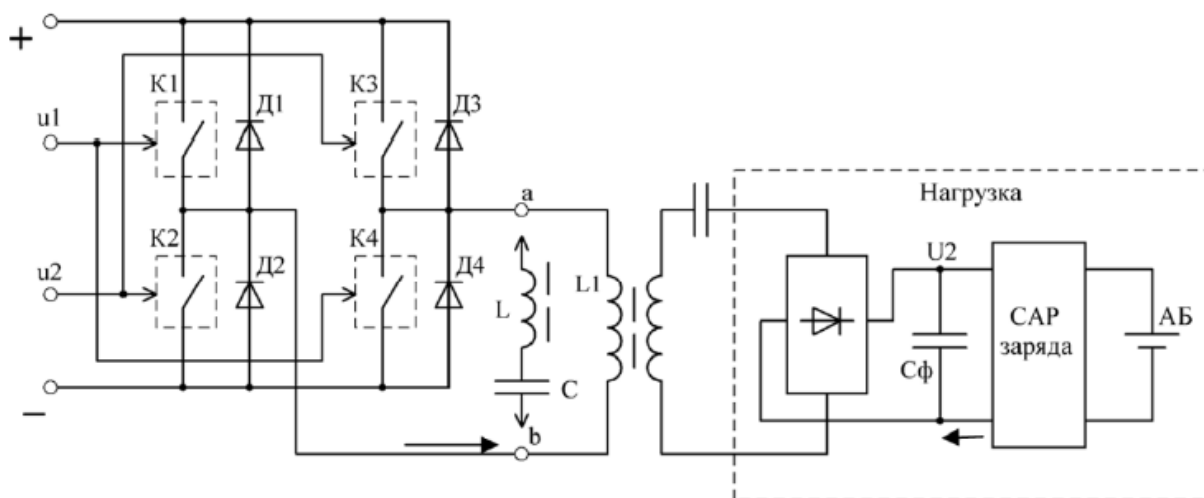 +
К1
Д1
К3
Д3
u1
a
Нагрузка
К2
Д2
К4
Д4
u2
L
L1
U2
САР
заряда
АБ
Сф
С
b
−